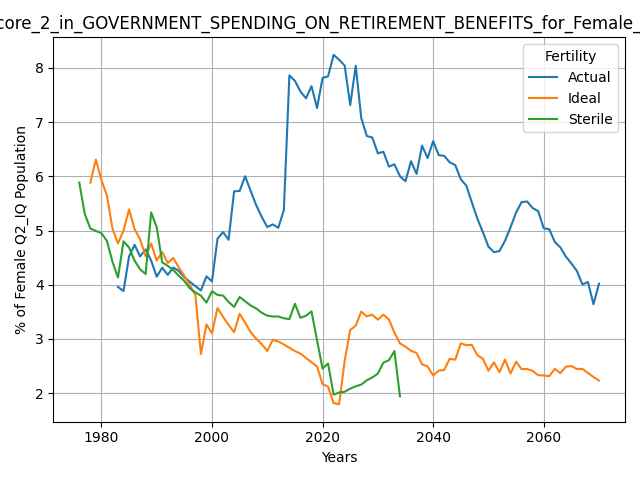 core_2_in_GOVERNMENT_SPENDING_ON_RETIREMENT_BENEFITS_for_Female_
Fertility
Actual
Ideal
Sterile
% of Female Q2_IQ Population
8
7
6
5
4
3
2
1980
2000
2020
2040
2060
Years